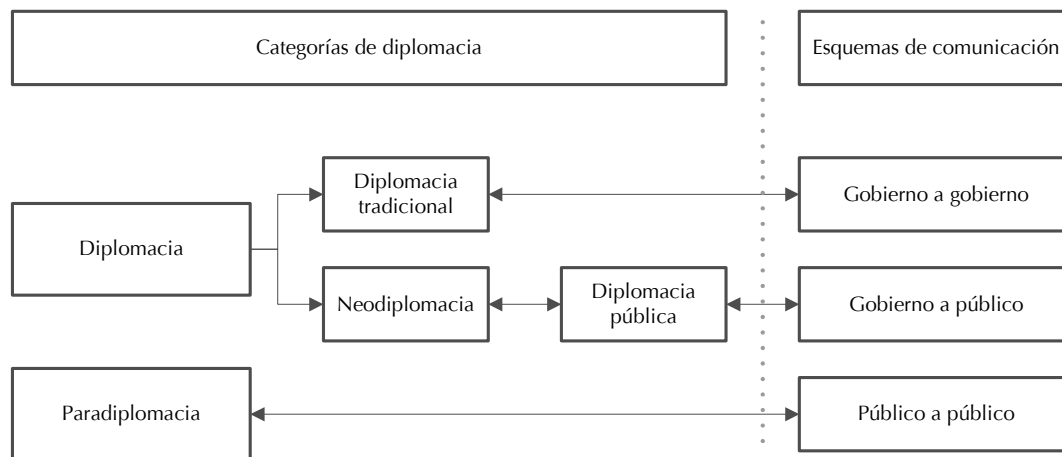 Categorías de diplomacia
Esquemas de comunicación
Diplomacia
Diplomacia
tradicional
Gobierno a gobierno
Neodiplomacia
Diplomacia
pública
Gobierno a público
Paradiplomacia
Público a público